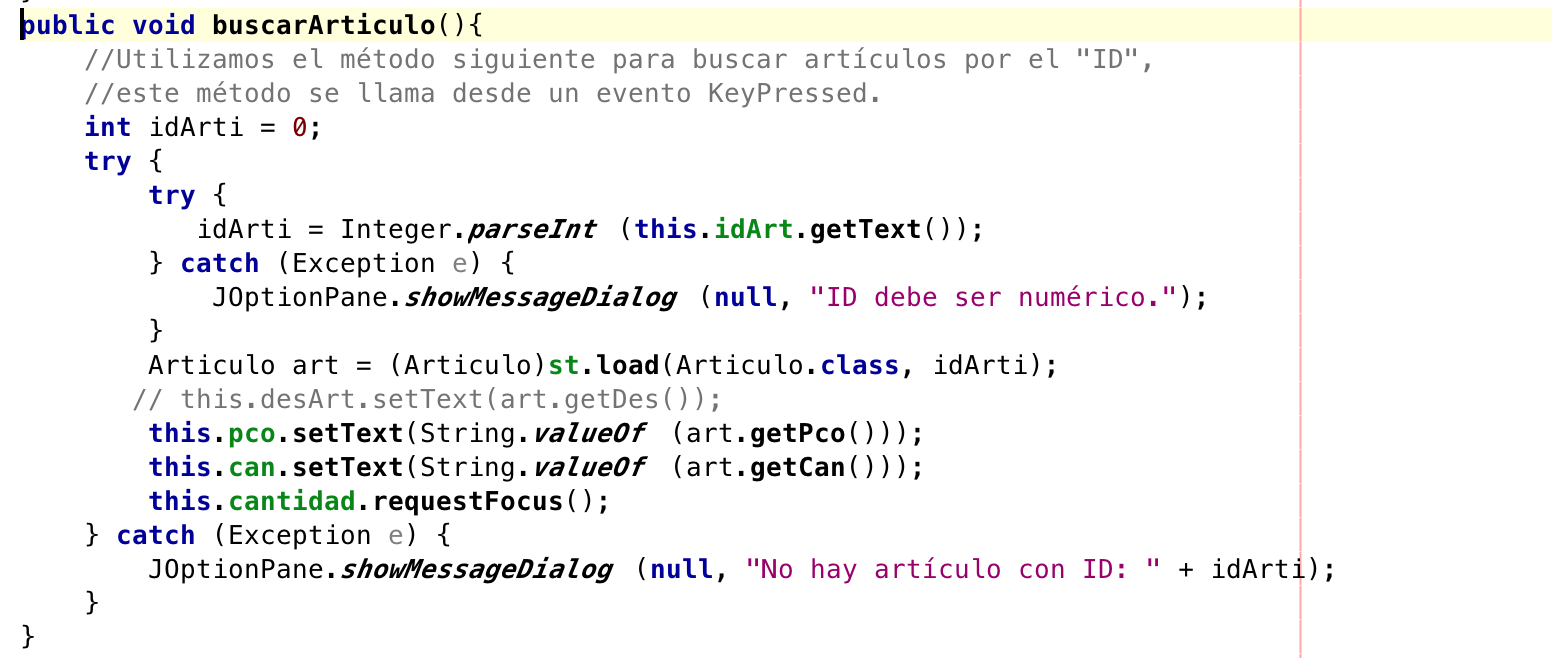 public void buscarArticulo(){
    //Utilizamos el método siguiente para buscar artículos por el "ID",
    //este método se llama desde un evento KeyPressed.
    int idArti = 0;
    try {
        try {
           idArti = Integer.parseInt (this.idArt.getText());
        } catch (Exception e) {
            JOptionPane.showMessageDialog (null, "ID debe ser numérico.");
        }
        Articulo art = (Articulo)st.load(Articulo.class, idArti);
       // this.desArt.setText(art.getDes());
        this.pco.setText(String.valueOf (art.getPco()));
        this.can.setText(String.valueOf (art.getCan()));
        this.cantidad.requestFocus();
    } catch (Exception e) {
        JOptionPane.showMessageDialog (null, "No hay artículo con ID: " + idArti);
    }
}